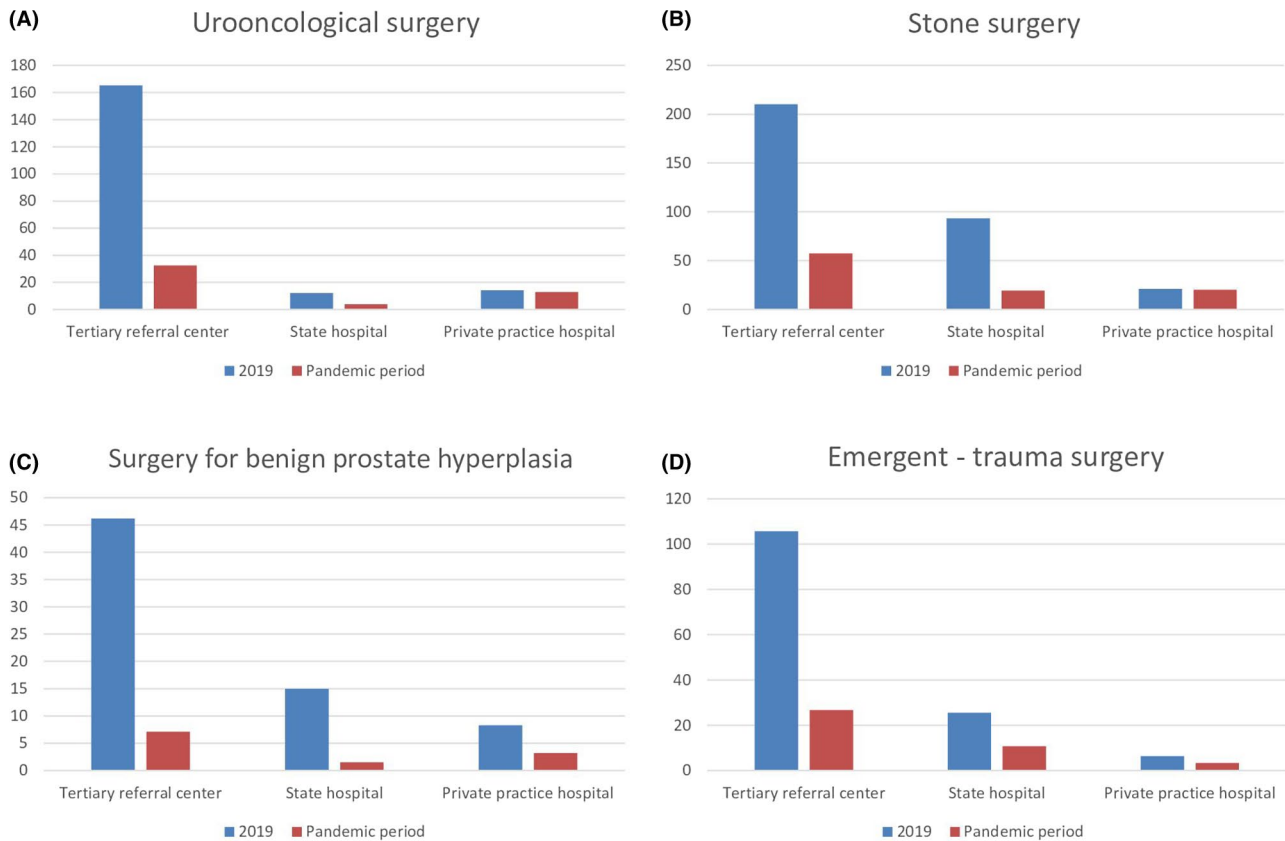 (A)
Urooncological surgery
180
160
140
120
100
80
60
40
20
0
Tertiary referral center State hospital Private practice hospital
2019 Pandemic period
(B)
Stone surgery
250
200
150
100
50
0
Tertiary referral center State hospital Private practice hospital
2019 Pandemic period
(C)
Surgery for benign prostate hyperplasia
50
45
40
35
30
25
20
15
10
5
0
Tertiary referral center State hospital Private practice hospital
2019 Pandemic period
(D)
Emergent - trauma surgery
120
100
80
60
40
20
0
Tertiary referral center State hospital Private practice hospital
2019 Pandemic period